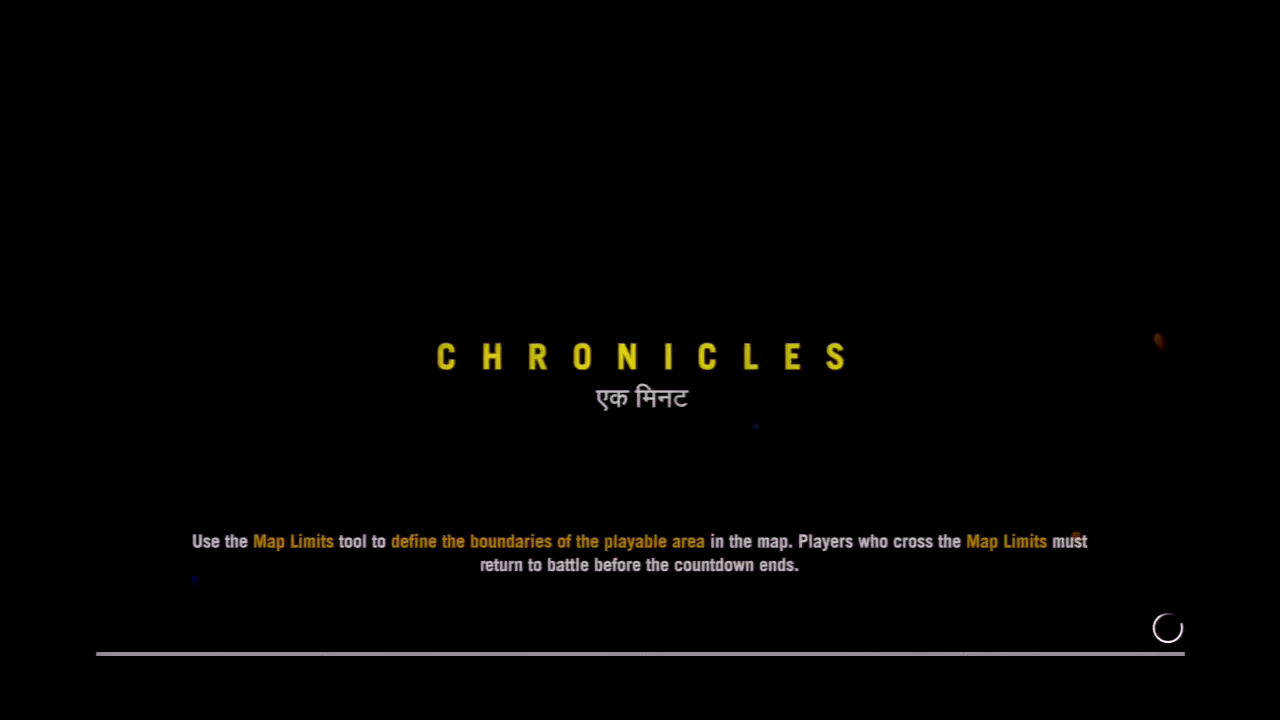 CHRONICLES
एक मिनट
Use the Map Limits tool to define the boundaries of the playable area in the map. Players who cross the Map Limits must
return to battle before the countdown ends.